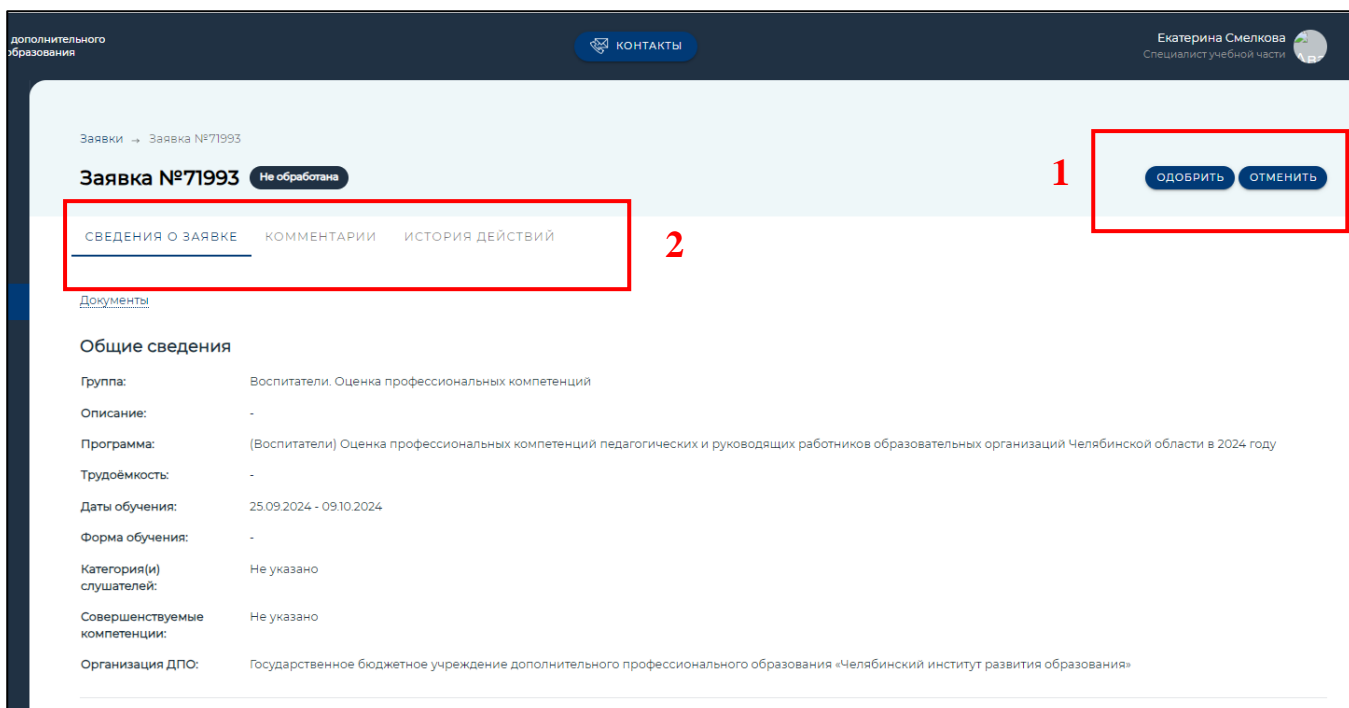 дополнительного
образования
КОНТАКТЫ
Екатерина Смелкова
Специалист учебной части
Заявки → Заявка №71993
Заявка №71993 Не обработана
1
ОДОБРИТЬ ОТМЕНИТЬ
СВЕДЕНИЯ О ЗАЯВКЕ КОММЕНТАРИИ ИСТОРИЯ ДЕЙСТВИЙ
2
Документы
Общие сведения
Группа: Воспитатели. Оценка профессиональных компетенций
Описание: -
Программа: (Воспитатели) Оценка профессиональных компетенций педагогических и руководящих работников образовательных организаций Челябинской области в 2024 году
Трудоёмкость: -
Даты обучения: 25.09.2024 - 09.10.2024
Форма обучения: -
Категория(и) Не указано
слушателей:
Совершенствуемые Не указано
компетенции:
Организация ДПО: Государственное бюджетное учреждение дополнительного профессионального образования «Челябинский институт развития образования»